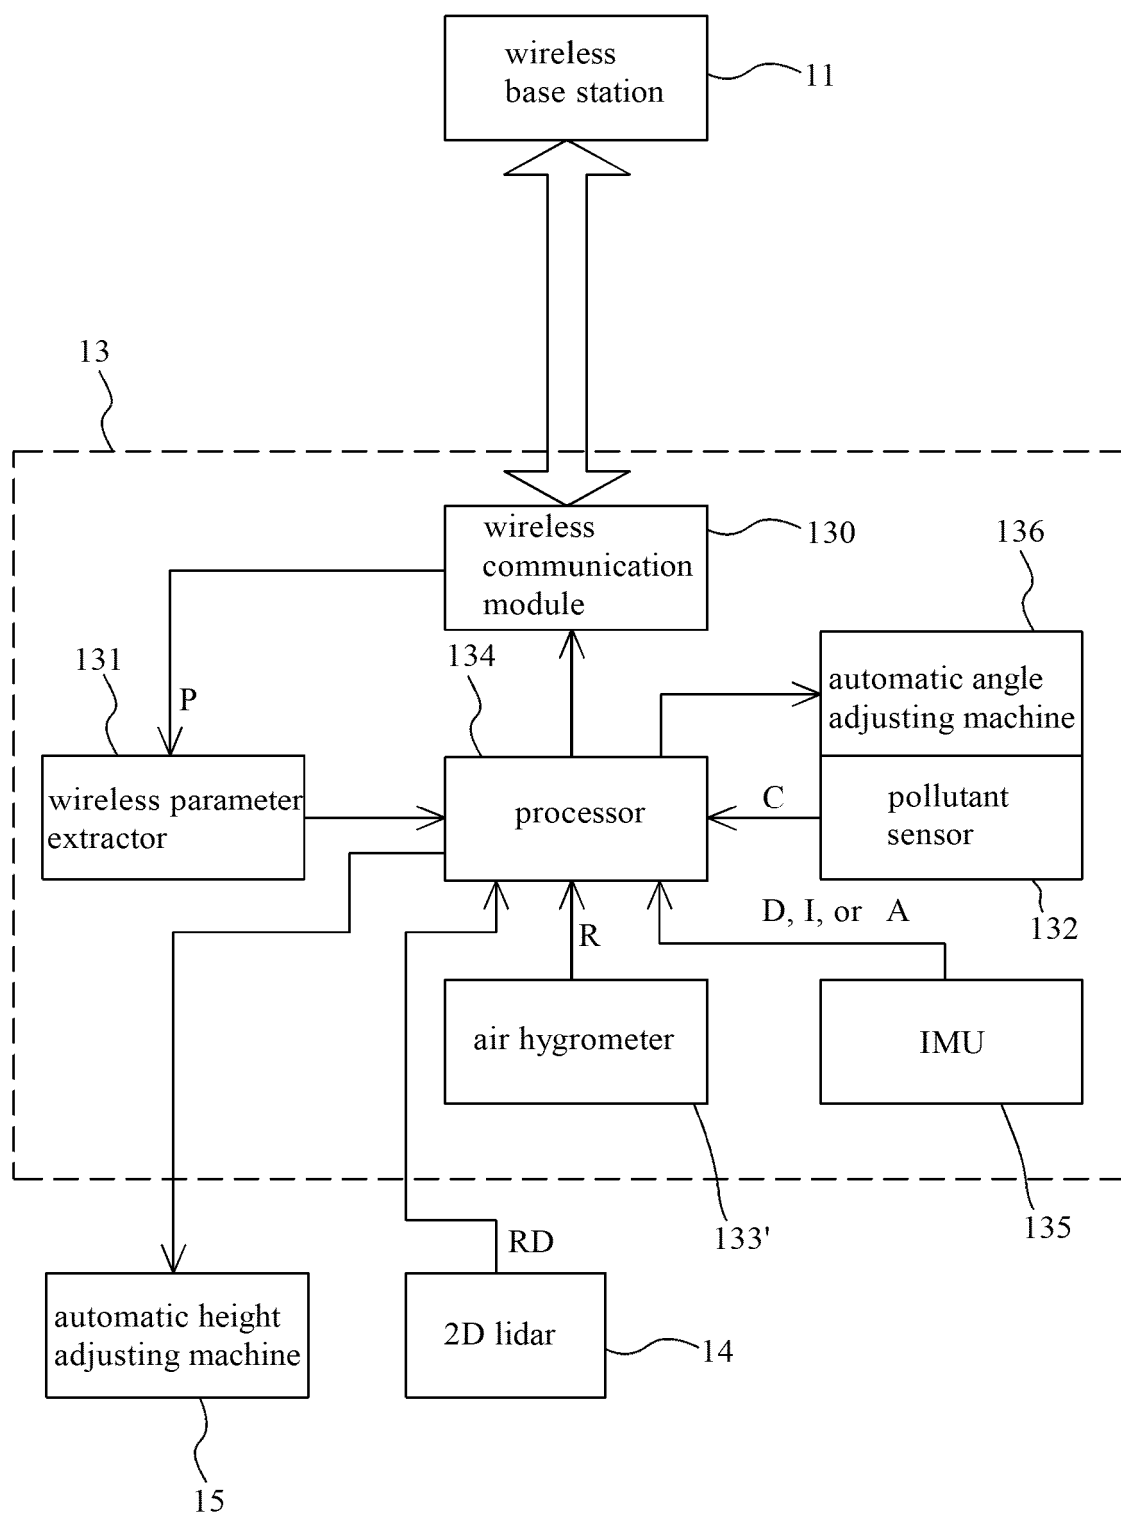 wireless
base station
11
13
wireless
communication
module
130
136
131
P
134
automatic angle
adjusting machine
wireless parameter
extractor
processor
C
pollutant
sensor
D, I, or A
132
R
air hygrometer
IMU
133'
135
RD
automatic height
adjusting machine
2D lidar
14
15